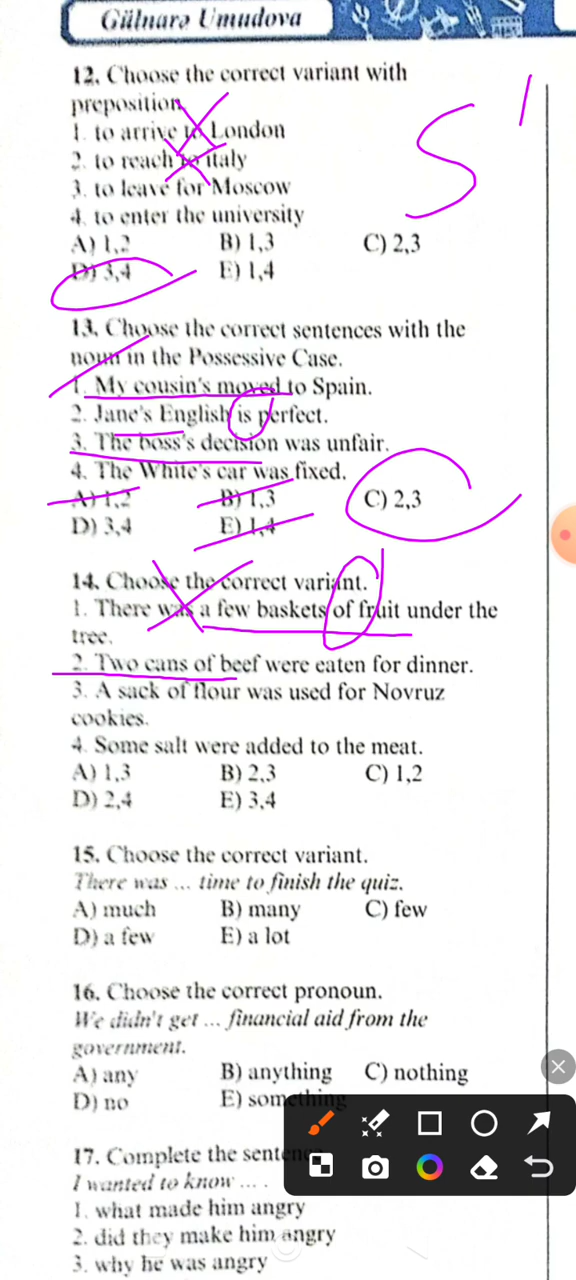 Gülnarə Umudova
12. Choose the correct variant with
preposition.
1. to arrive to London
2. to reach to italy
3. to leave for Moscow
4. to enter the university
A) 1,2 B) 1,3 C) 2,3
D) 3,4 E) 1,4
13. Choose the correct sentences with the
noun in the Possessive Case.
1. My cousin's moved to Spain.
2. Jane's English is perfect.
3. The boss's decision was unfair.
4. The White's car was fixed.
A) 1,2 B) 1,3 C) 2,3
D) 3,4 E) 1,4
14. Choose the correct variant.
1. There was a few baskets of fruit under the
tree.
2. Two cans of beef were eaten for dinner.
3. A sack of flour was used for Novruz
cookies.
4. Some salt were added to the meat.
A) 1,3 B) 2,3 C) 1,2
D) 2,4 E) 3,4
15. Choose the correct variant.
There was ... time to finish the quiz.
A) much B) many C) few
D) a few E) a lot
16. Choose the correct pronoun.
We didn't get ... financial aid from the
government.
A) any B) anything C) nothing
D) no E) something
17. Complete the sentence.
I wanted to know ... .
1. what made him angry
2. did they make him angry
3. why he was angry
S'